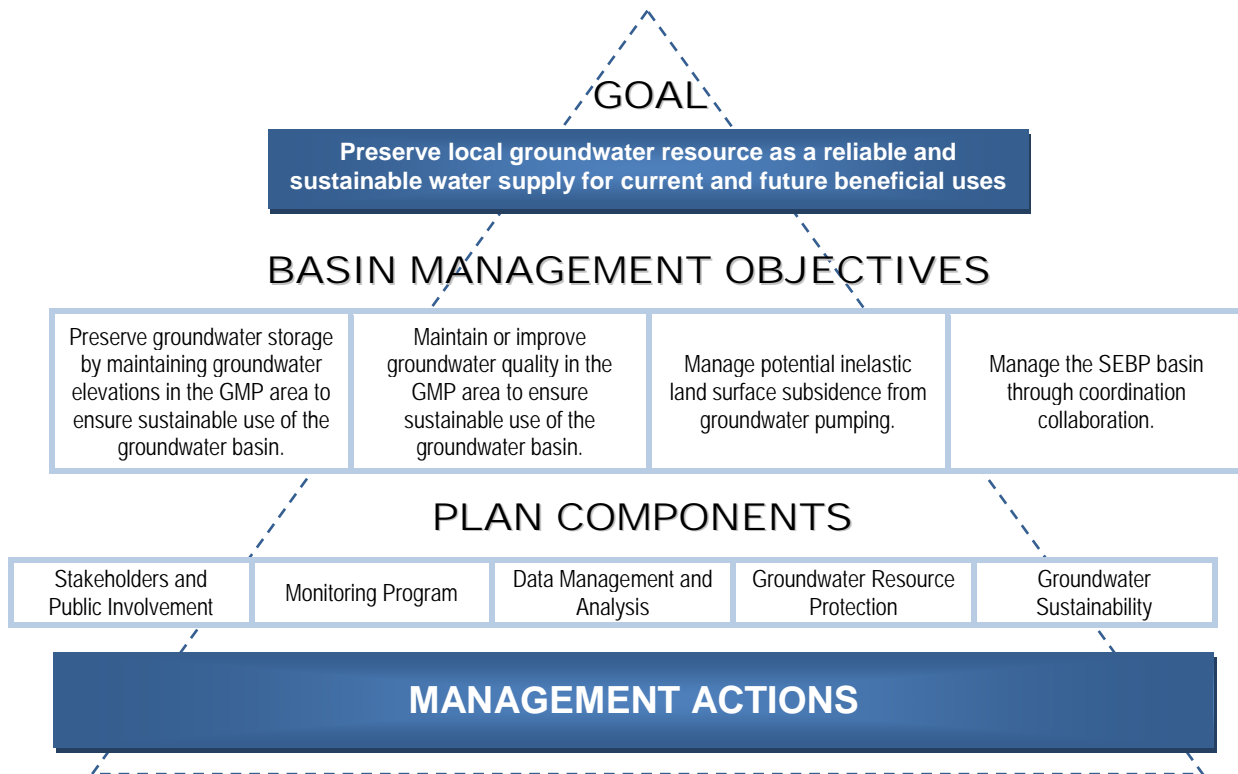 GOAL
Preserve local groundwater resource as a reliable and
sustainable water supply for current and future beneficial uses
BASIN MANAGEMENT OBJECTIVES
Preserve groundwater storage
by maintaining groundwater
elevations in the GMP area to
ensure sustainable use of the
groundwater basin.
Maintain or improve
groundwater quality in the
GMP area to ensure
sustainable use of the
groundwater basin.
Manage potential inelastic
land surface subsidence from
groundwater pumping.
Manage the SEBP basin
through coordination
collaboration.
PLAN COMPONENTS
Stakeholders and
Public Involvement
Monitoring Program
Data Management and
Analysis
Groundwater Resource
Protection
Groundwater
Sustainability
MANAGEMENT ACTIONS